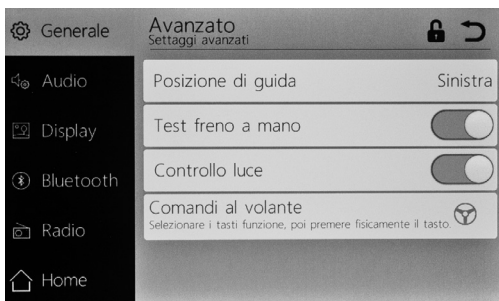 Generale
Avanzato
Settaggi avanzati
Audio
Posizione di guida Sinistra
Display
Test freno a mano
Bluetooth
Controllo luce
Radio
Comandi al volante
Selezionare i tasti funzione, poi premere fisicamente il tasto.
Home